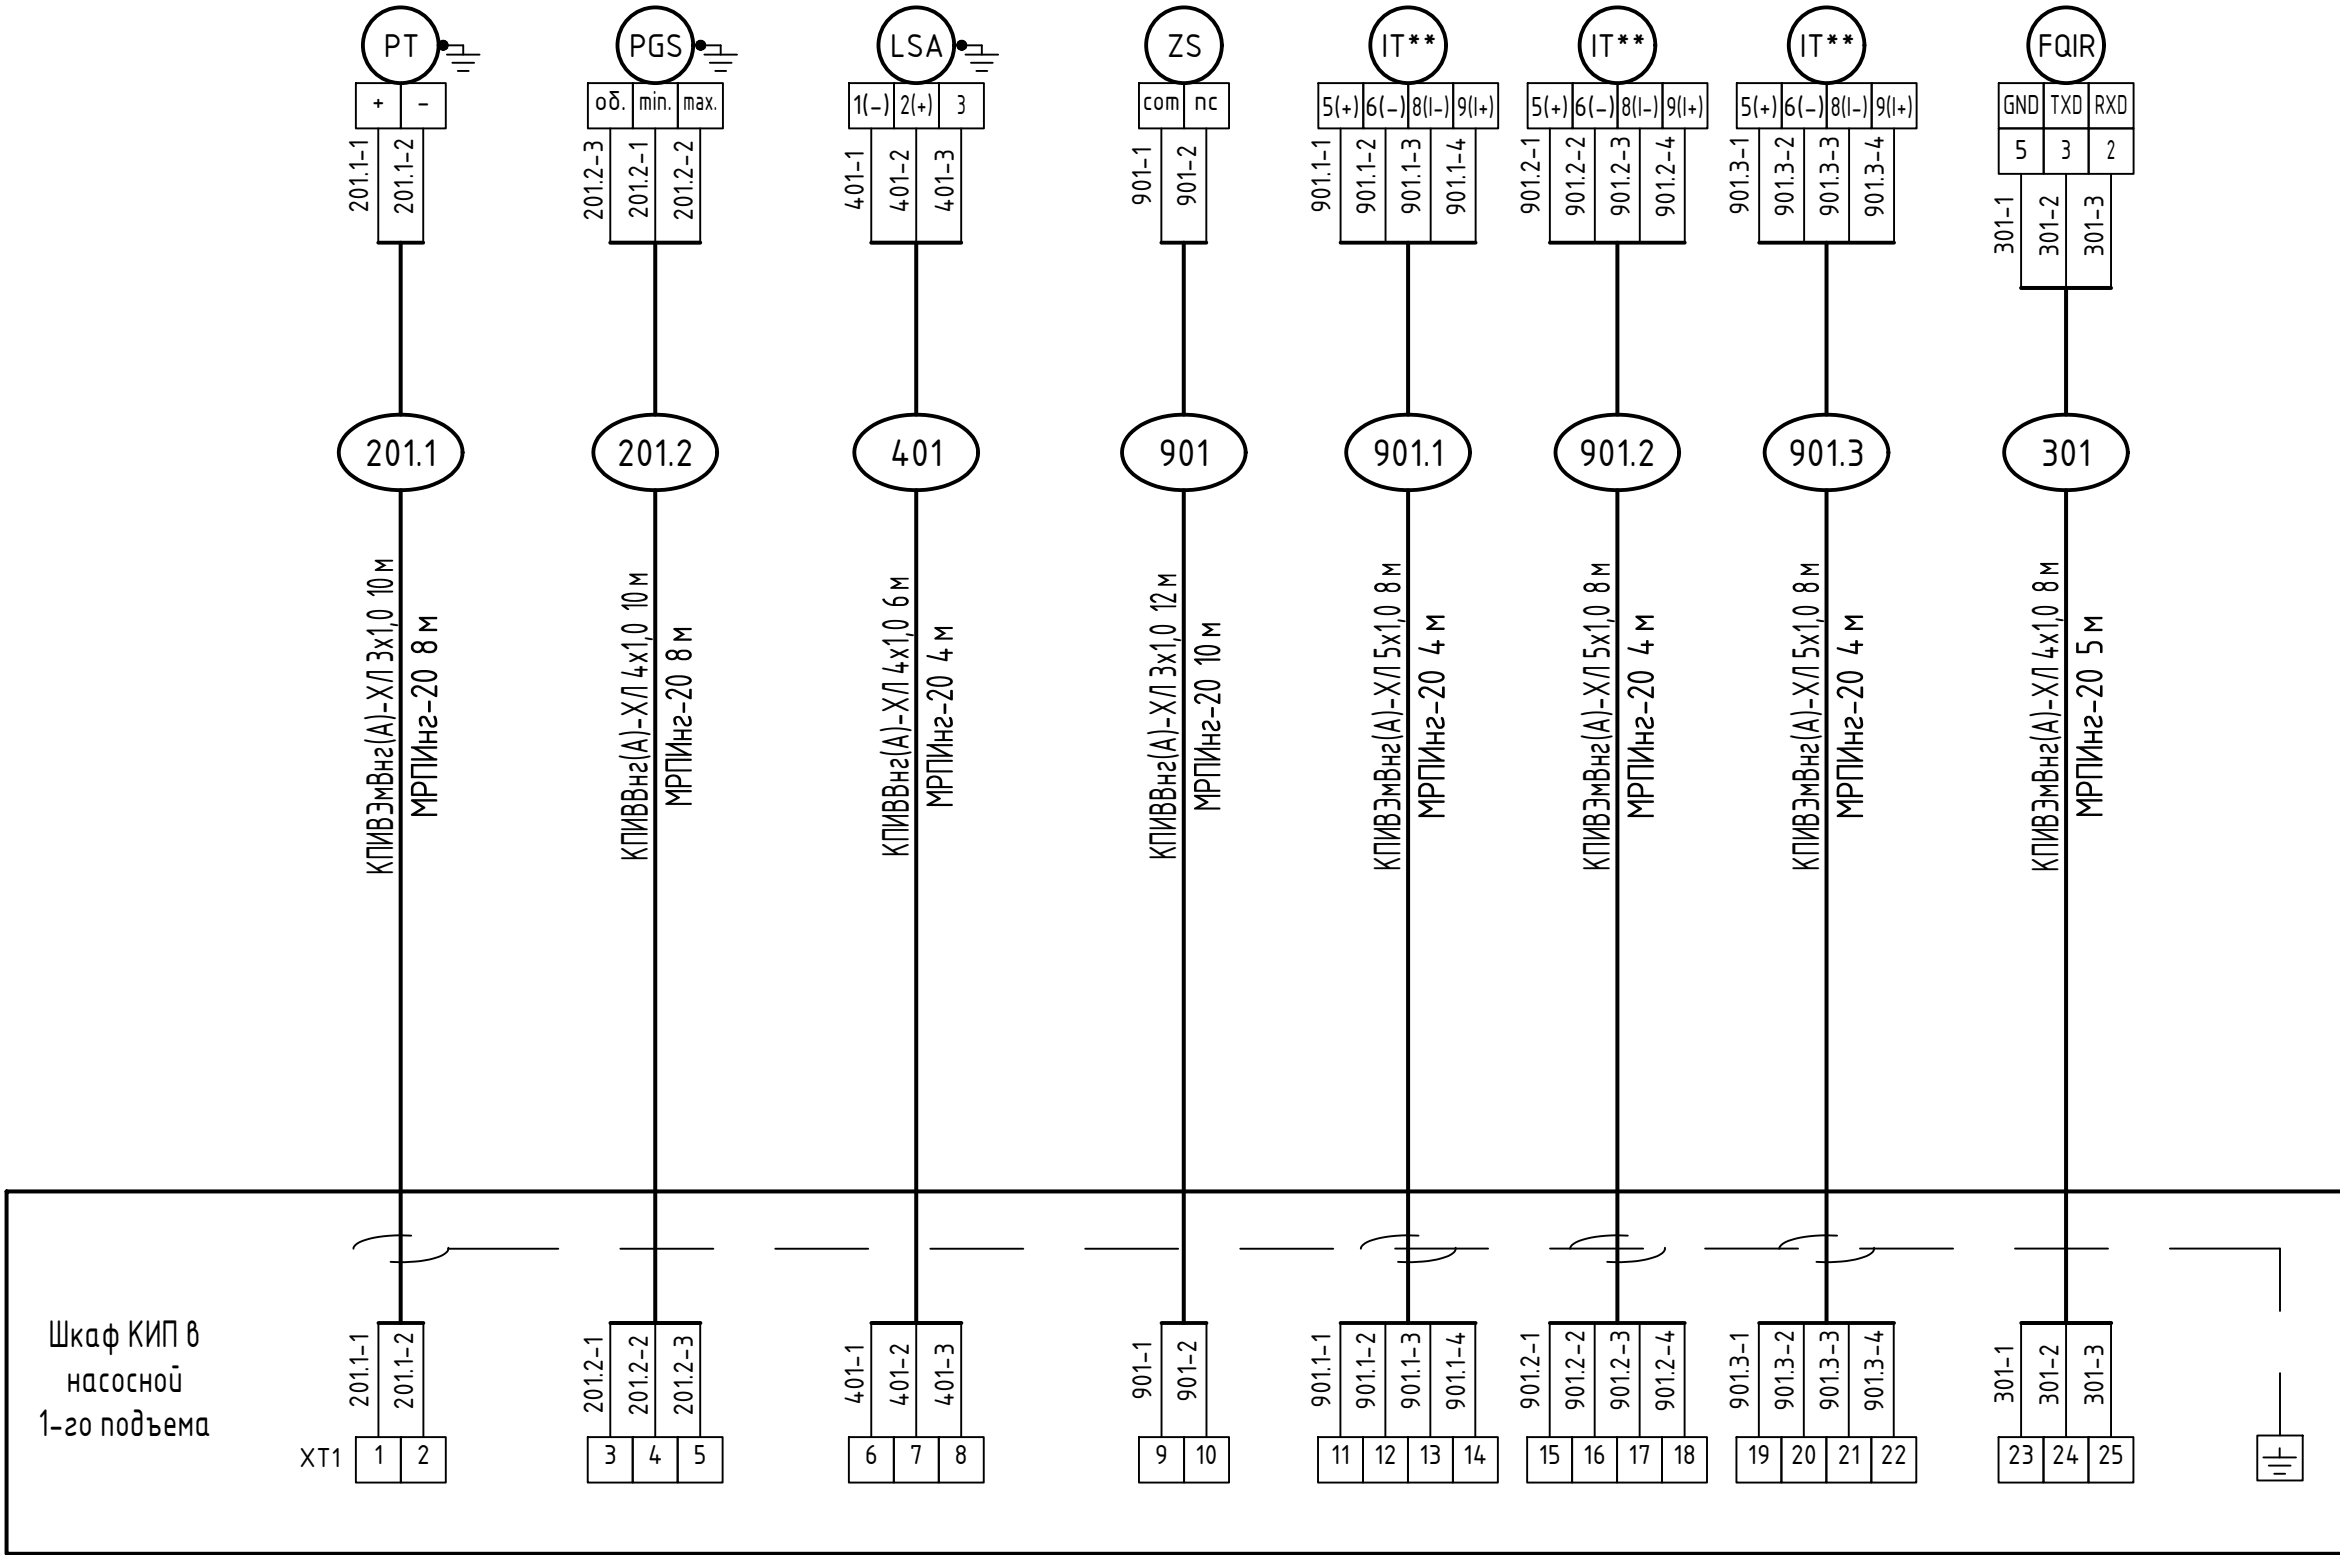 PT PGS LSA ZS IT** IT** IT** FQIR
+ - об. min. max. 1(-) 2(+) 3 com nc 5(+) 6(-) 8(I-) 9(I+) 5(+) 6(-) 8(I-) 9(I+) 5(+) 6(-) 8(I-) 9(I+) GND TXD RXD
5 3 2
201.1-1 201.1-2 201.2-3 201.2-1 201.2-2 401-1 401-2 401-3 901-1 901-2 901.1-1 901.1-2 901.1-3 901.1-4 901.2-1 901.2-2 901.2-3 901.2-4 901.3-1 901.3-2 901.3-3 901.3-4 301-1 301-2 301-3
201.1 201.2 401 901 901.1 901.2 901.3 301
КПИВЭмВнг(А)-ХЛ 3х1,0 10 м
МРПИнг-20 8 м
КПИВВнг(А)-ХЛ 4х1,0 10 м
МРПИнг-20 8 м
КПИВВнг(А)-ХЛ 4х1,0 6 м
МРПИнг-20 4 м
КПИВВнг(А)-ХЛ 3х1,0 12 м
МРПИнг-20 10 м
КПИВЭмВнг(А)-ХЛ 5х1,0 8 м
МРПИнг-20 4 м
КПИВЭмВнг(А)-ХЛ 5х1,0 8 м
МРПИнг-20 4 м
КПИВЭмВнг(А)-ХЛ 5х1,0 8 м
МРПИнг-20 4 м
КПИВЭмВнг(А)-ХЛ 4х1,0 8 м
МРПИнг-20 5 м
Шкаф КИП в
насосной
1-го подъема
201.1-1 201.1-2 201.2-1 201.2-2 201.2-3 401-1 401-2 401-3 901-1 901-2 901.1-1 901.1-2 901.1-3 901.1-4 901.2-1 901.2-2 901.2-3 901.2-4 901.3-1 901.3-2 901.3-3 901.3-4 301-1 301-2 301-3
XT1 1 2 3 4 5 6 7 8 9 10 11 12 13 14 15 16 17 18 19 20 21 22 23 24 25